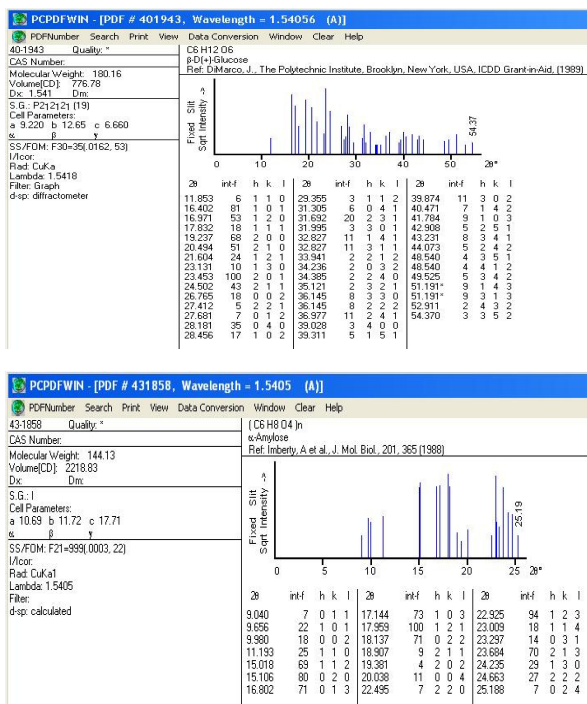 PCPDFWIN - [PDF # 401943, Wavelength = 1.54056 (A)]
PDFNumber Search Print View Data Conversion Window Clear Help
40-1943 Quality: *
CAS Number:
Molecular Weight: 180.16
Volume[CD]: 776.78
Dx: 1.541 Dm:
S.G.: P212121 (19)
Cell Parameters:
a 9.220 b 12.65 c 6.660
α β γ
SS/FOM: F30=35(.0162, 53)
I/Icor:
Rad: CuKa
Lambda: 1.5418
Filter: Graph
d-sp: diffractometer
C6 H12 O6
β-D(+)-Glucose
Ref: DiMarco, J., The Polytechnic Institute, Brooklyn, New York, USA, ICDD Grant-in-Aid, (1989)
Fixed Slit
Sqrt Intensity ->
54.37
0 10 20 30 40 50 2θ°
2θ int-f h k l 2θ int-f h k l 2θ int-f h k l
11.853 6 1 1 0 29.355 3 1 1 2 39.874 11 3 0 2
16.402 81 1 0 1 31.305 6 0 4 1 40.471 7 1 4 2
16.971 53 1 2 0 31.692 20 2 3 1 41.784 9 1 0 3
17.832 18 1 1 1 31.995 3 3 0 1 42.908 5 2 5 1
19.237 68 2 0 0 32.827 11 1 4 1 43.231 8 3 4 1
20.494 51 2 1 0 32.827 11 3 1 1 44.073 5 2 4 2
21.604 24 1 2 1 33.941 2 2 1 2 48.540 4 3 5 1
23.131 10 1 3 0 34.236 2 0 3 2 48.540 4 4 1 2
23.453 100 2 0 1 34.385 2 2 4 0 49.525 5 3 4 2
24.502 43 2 1 1 35.121 2 3 2 1 51.191* 9 1 4 3
26.765 18 0 0 2 36.145 8 3 3 0 51.191* 9 3 1 3
27.412 5 2 2 1 36.145 8 2 2 2 52.911 2 4 3 2
27.681 7 0 1 2 36.977 11 2 4 1 54.370 3 3 5 2
28.181 35 0 4 0 39.028 3 4 0 0
28.456 17 1 0 2 39.311 5 1 5 1
PCPDFWIN - [PDF # 431858, Wavelength = 1.5405 (A)]
PDFNumber Search Print View Data Conversion Window Clear Help
43-1858 Quality: *
CAS Number:
Molecular Weight: 144.13
Volume[CD]: 2218.83
Dx: Dm:
S.G.: I
Cell Parameters:
a 10.69 b 11.72 c 17.71
α β γ
SS/FOM: F21=999(.0003, 22)
I/Icor:
Rad: CuKa1
Lambda: 1.5405
Filter:
d-sp: calculated
( C6 H8 O4 )n
α-Amylose
Ref: Imberty, A et al., J. Mol. Biol., 201, 365 (1988)
Fixed Slit
Sqrt Intensity ->
25.19
0 5 10 15 20 25 2θ°
2θ int-f h k l 2θ int-f h k l 2θ int-f h k l
9.040 7 0 1 1 17.144 73 1 0 3 22.925 94 1 2 3
9.656 22 1 0 1 17.959 100 1 2 1 23.009 18 1 1 4
9.980 18 0 0 2 18.137 71 0 2 2 23.297 14 0 3 1
11.193 25 1 1 0 18.907 9 2 1 1 23.684 70 2 1 3
15.018 69 1 1 2 19.381 4 2 0 2 24.235 29 1 3 0
15.106 80 0 2 0 20.038 11 0 0 4 24.663 27 2 2 2
16.802 71 0 1 3 22.495 7 2 2 0 25.188 7 0 2 4